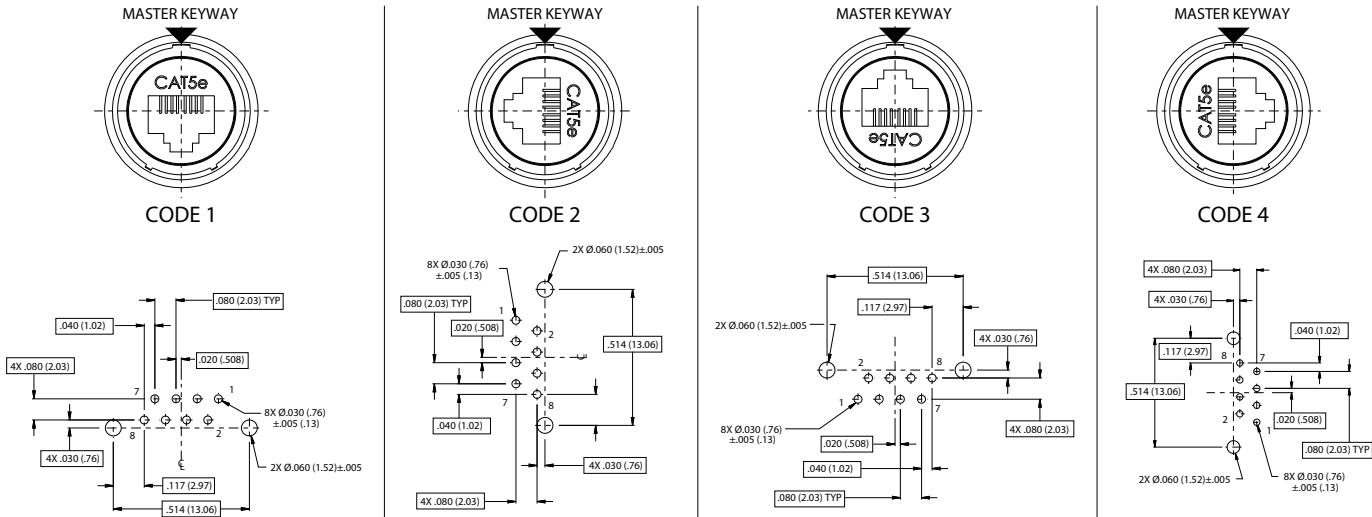 MASTER KEYWAY
CAT5e
CODE 1
.080 (2.03) TYP
.040 (1.02)
.020 (.508)
4X .080 (2.03)
7
1
8X Ø.030 (.76)
±.005 (.13)
8
2
4X .030 (.76)
℄
2X Ø.060 (1.52)±.005
.117 (2.97)
.514 (13.06)
MASTER KEYWAY
CAT5e
CODE 2
2X Ø.060 (1.52)±.005
8X Ø.030 (.76)
±.005 (.13)
.080 (2.03) TYP
1
.020 (.508)
2
℄
.514 (13.06)
7
8
.040 (1.02)
4X .030 (.76)
4X .080 (2.03)
MASTER KEYWAY
CAT5e
CODE 3
.514 (13.06)
.117 (2.97)
2X Ø.060 (1.52)±.005
4X .030 (.76)
2
8
1
7
8X Ø.030 (.76)
±.005 (.13)
4X .080 (2.03)
.020 (.508)
.040 (1.02)
.080 (2.03) TYP
MASTER KEYWAY
CAT5e
CODE 4
4X .080 (2.03)
4X .030 (.76)
.040 (1.02)
.117 (2.97)
8
7
.514 (13.06)
.020 (.508)
2
1
.080 (2.03) TYP
2X Ø.060 (1.52)±.005
8X Ø.030 (.76)
±.005 (.13)